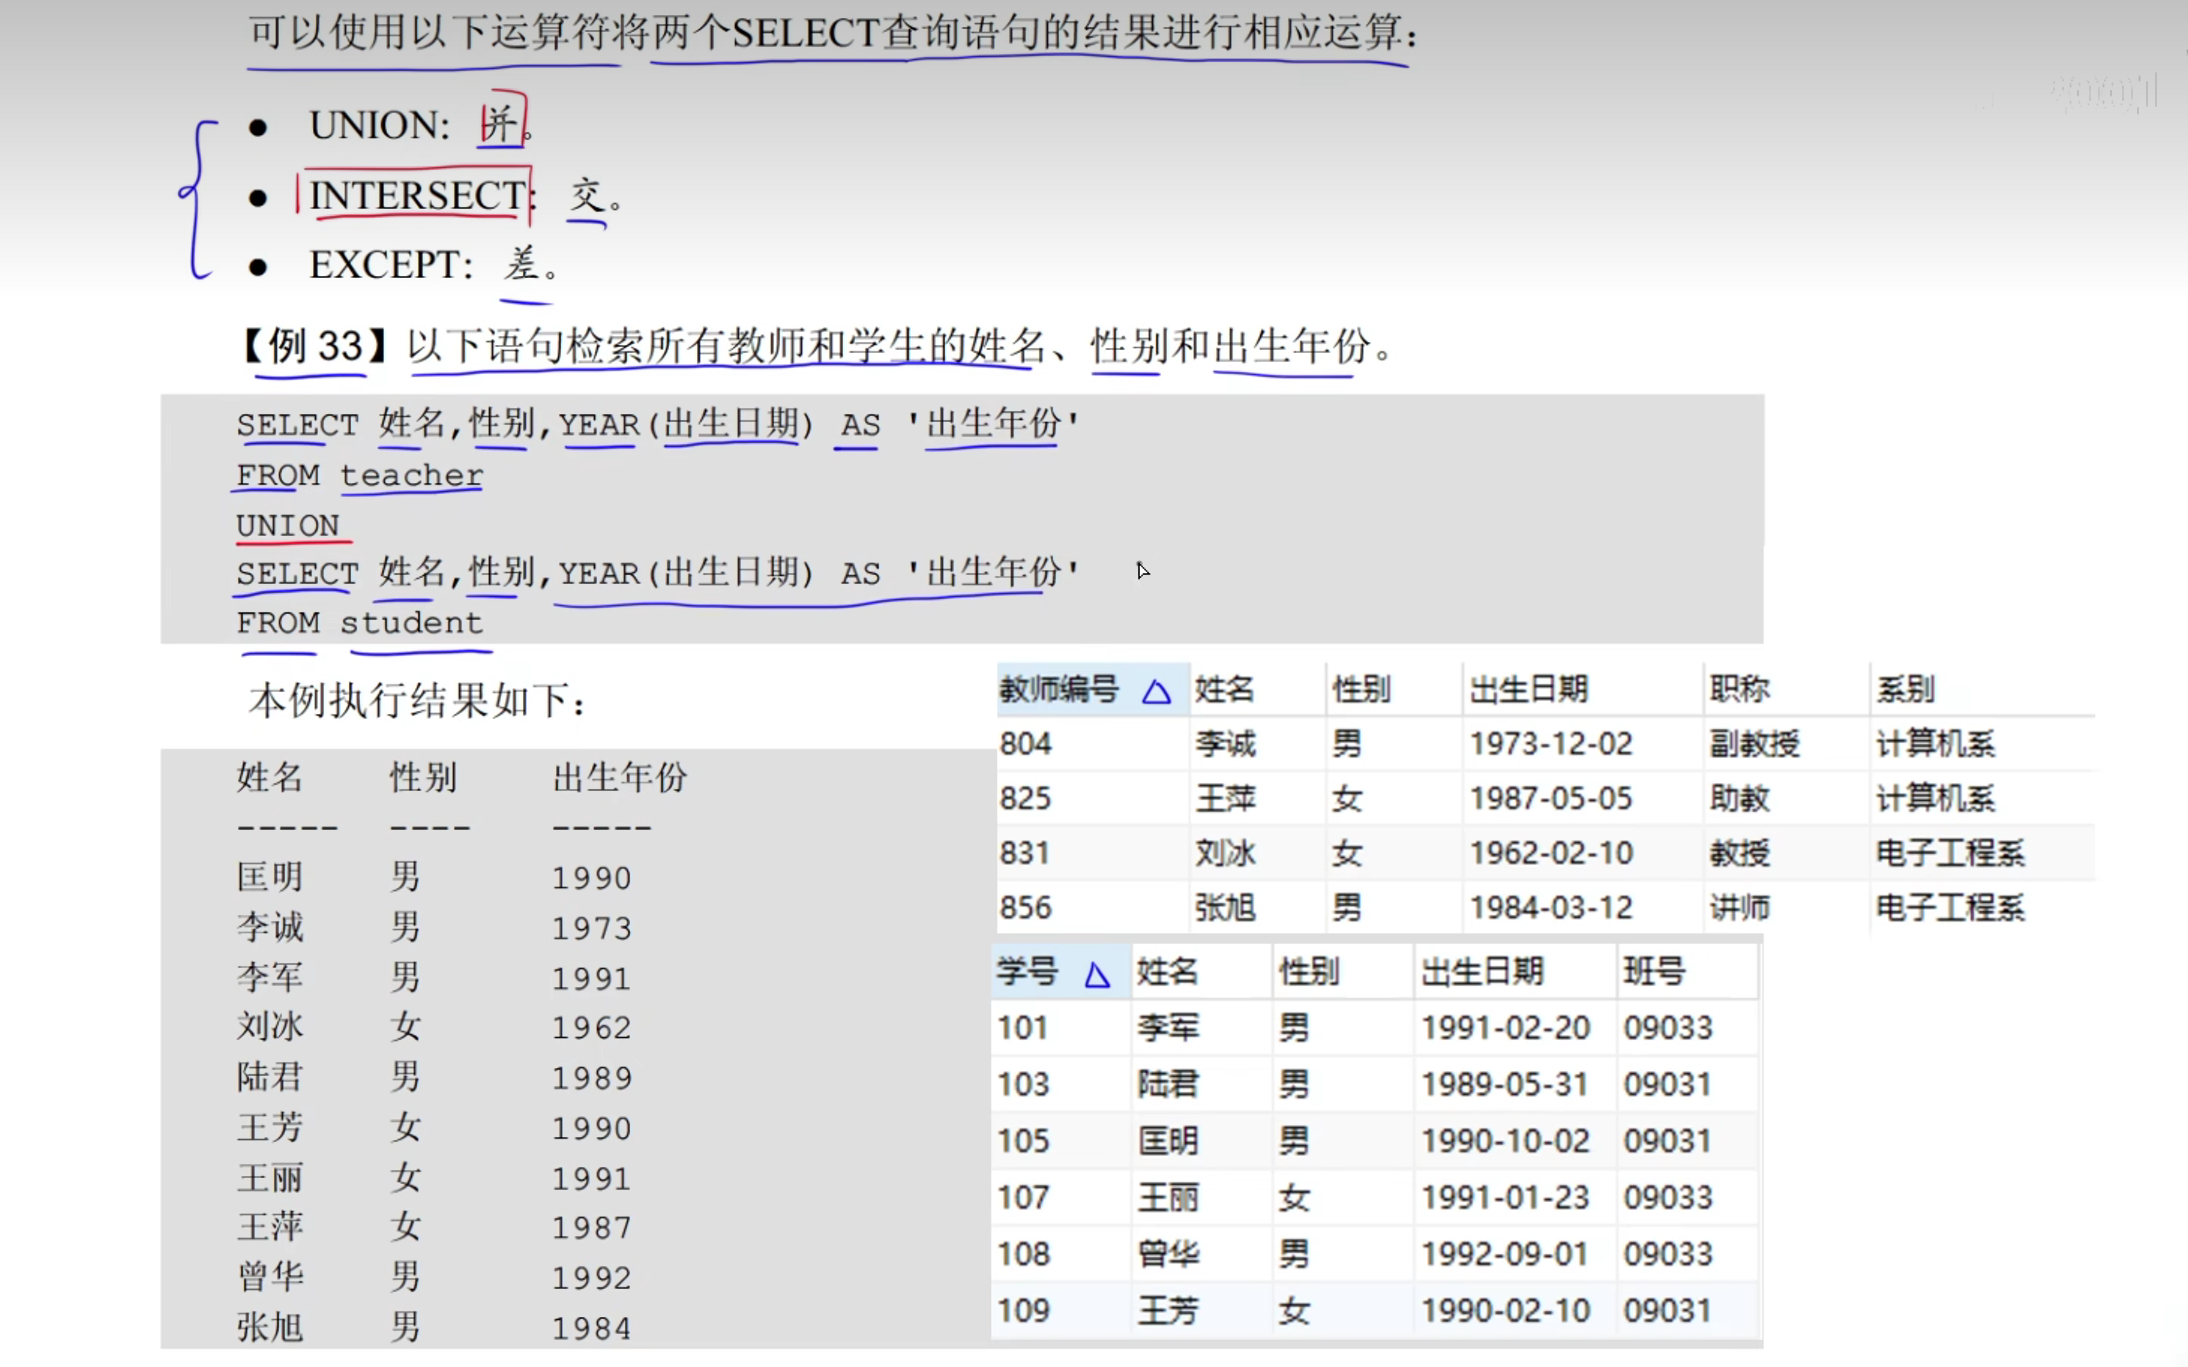 可以使用以下运算符将两个SELECT查询语句的结果进行相应运算：
● UNION: 并。
● INTERSECT: 交。
● EXCEPT: 差。
【例 33】以下语句检索所有教师和学生的姓名、性别和出生年份。
SELECT 姓名,性别,YEAR(出生日期) AS '出生年份'
FROM teacher
UNION
SELECT 姓名,性别,YEAR(出生日期) AS '出生年份'
FROM student
本例执行结果如下：
姓名 性别 出生年份
----- ---- -----
匡明 男 1990
李诚 男 1973
李军 男 1991
刘冰 女 1962
陆君 男 1989
王芳 女 1990
王丽 女 1991
王萍 女 1987
曾华 男 1992
张旭 男 1984
教师编号 姓名 性别 出生日期 职称 系别
804 李诚 男 1973-12-02 副教授 计算机系
825 王萍 女 1987-05-05 助教 计算机系
831 刘冰 女 1962-02-10 教授 电子工程系
856 张旭 男 1984-03-12 讲师 电子工程系
学号 姓名 性别 出生日期 班号
101 李军 男 1991-02-20 09033
103 陆君 男 1989-05-31 09031
105 匡明 男 1990-10-02 09031
107 王丽 女 1991-01-23 09033
108 曾华 男 1992-09-01 09033
109 王芳 女 1990-02-10 09031